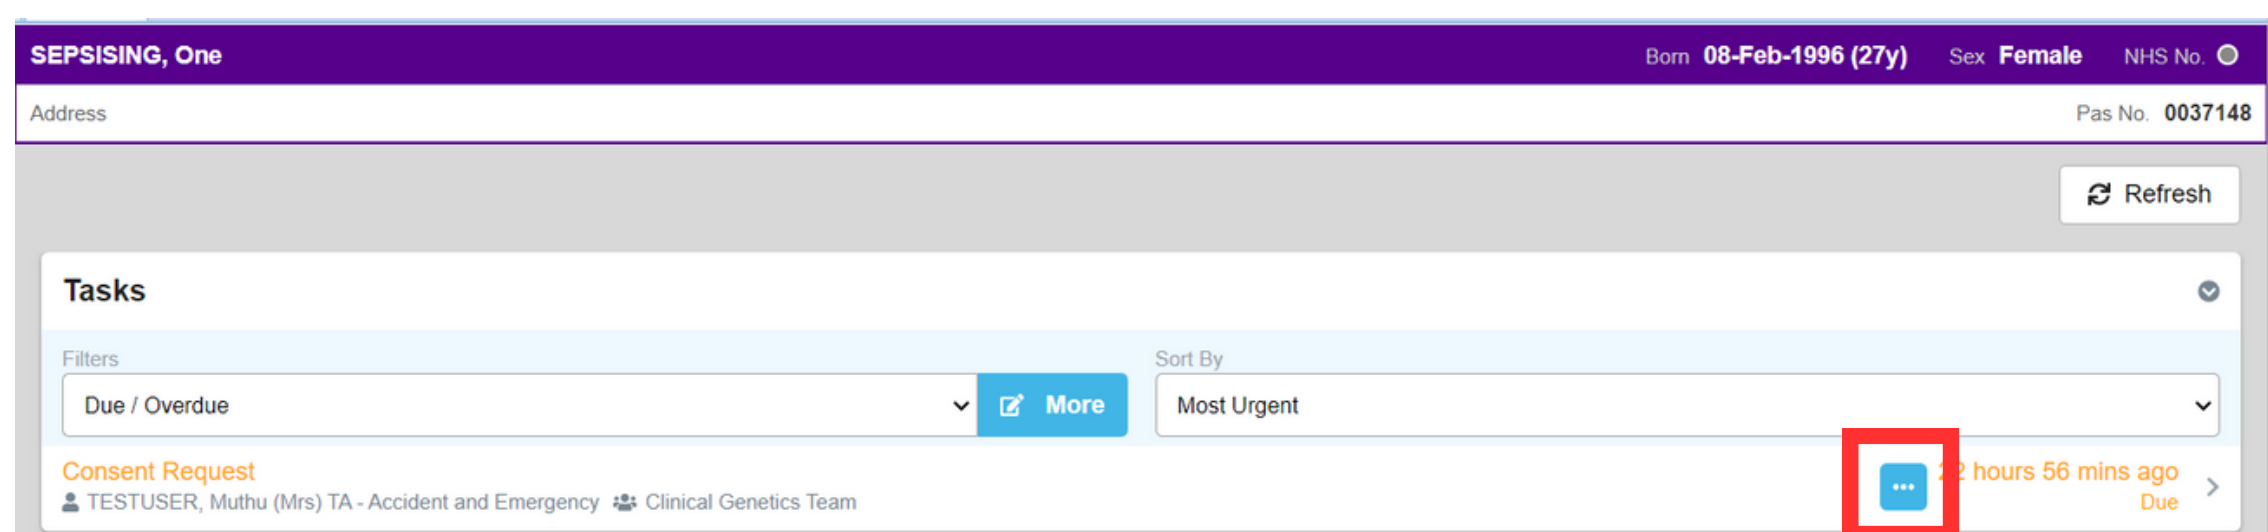 SEPSISING, One Born 08-Feb-1996 (27y) Sex Female NHS No.
Address Pas No. 0037148
Refresh
Tasks
Filters Sort By
Due / Overdue More Most Urgent
Consent Request hours 56 mins ago
TESTUSER, Muthu (Mrs) TA - Accident and Emergency Clinical Genetics Team Due